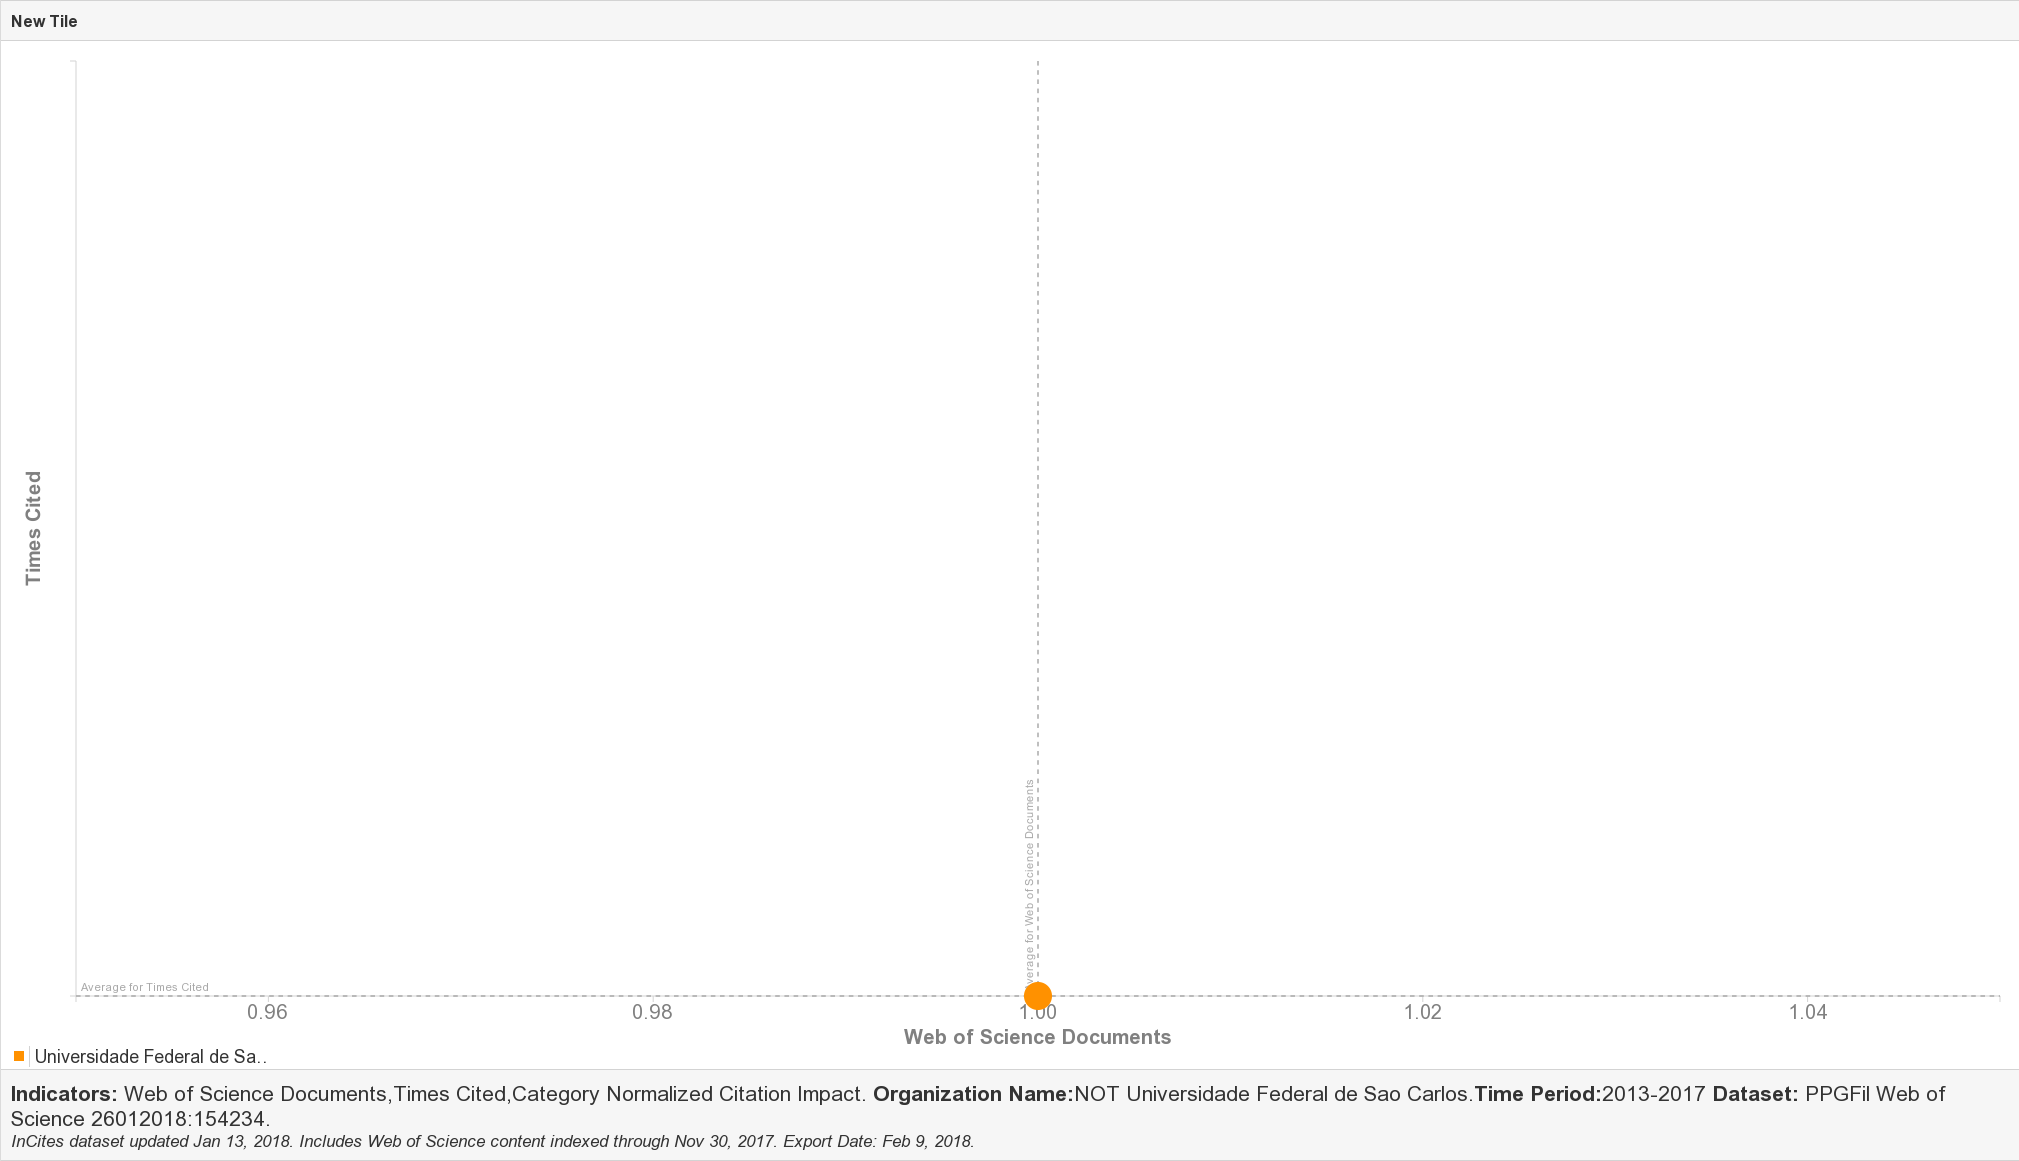 New Tile
Times Cited
Average for Web of Science Documents
Average for Times Cited
0.96
0.98
1.00
1.02
1.04
Web of Science Documents
Universidade Federal de Sa..
Indicators: Web of Science Documents,Times Cited,Category Normalized Citation Impact. Organization Name:NOT Universidade Federal de Sao Carlos.Time Period:2013-2017 Dataset: PPGFil Web of
Science 26012018:154234.
InCites dataset updated Jan 13, 2018. Includes Web of Science content indexed through Nov 30, 2017. Export Date: Feb 9, 2018.